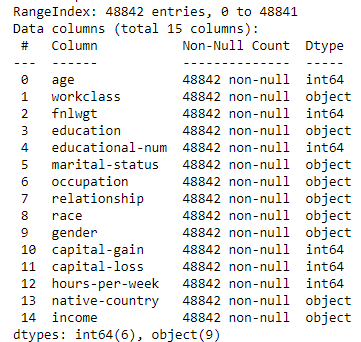 RangeIndex: 48842 entries, 0 to 48841
Data columns (total 15 columns):
 #   Column           Non-Null Count  Dtype
---  ------           --------------  -----
 0   age              48842 non-null  int64
 1   workclass        48842 non-null  object
 2   fnlwgt           48842 non-null  int64
 3   education        48842 non-null  object
 4   educational-num  48842 non-null  int64
 5   marital-status   48842 non-null  object
 6   occupation       48842 non-null  object
 7   relationship     48842 non-null  object
 8   race             48842 non-null  object
 9   gender           48842 non-null  object
 10  capital-gain     48842 non-null  int64
 11  capital-loss     48842 non-null  int64
 12  hours-per-week   48842 non-null  int64
 13  native-country   48842 non-null  object
 14  income           48842 non-null  object
dtypes: int64(6), object(9)